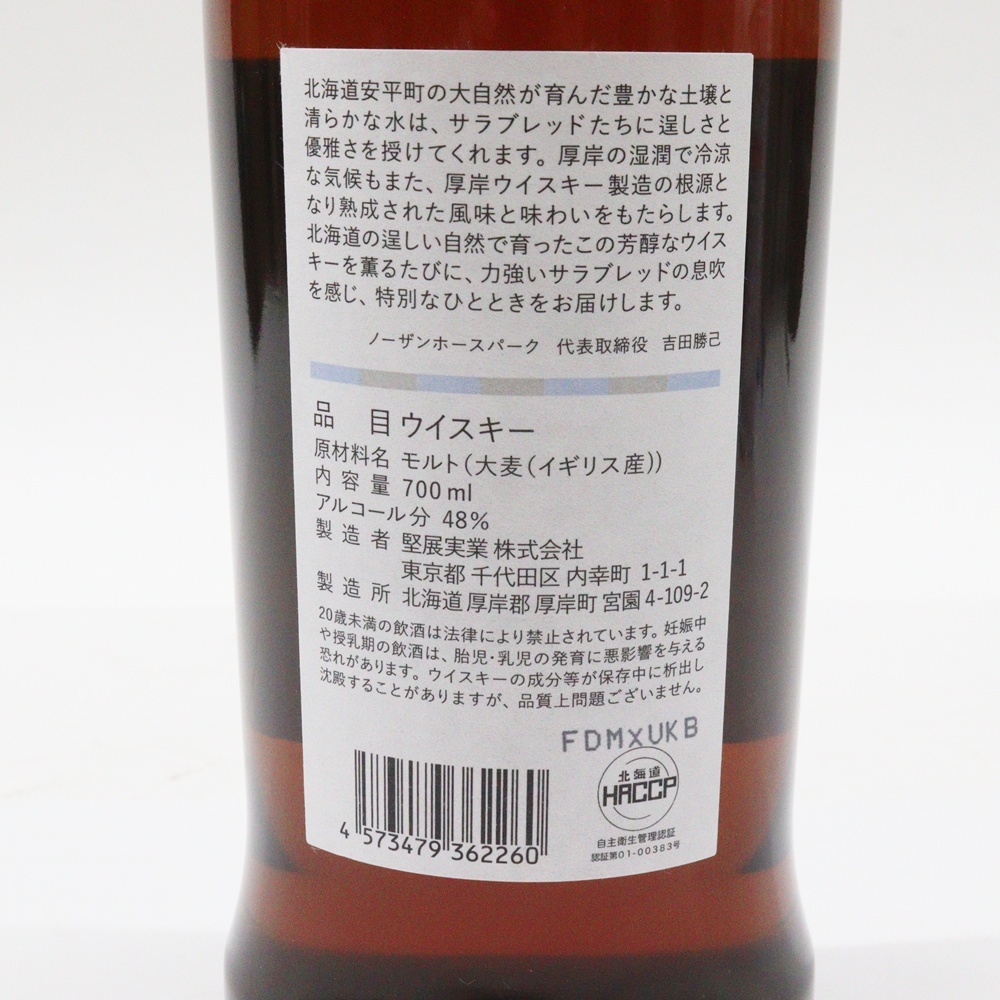 北海道安平町の大自然が育んだ豊かな土壌と
清らかな水は、サラブレッドたちに逞しさと
優雅さを授けてくれます。厚岸の湿潤で冷涼
な気候もまた、厚岸ウイスキー製造の根源と
なり熟成された風味と味わいをもたらします。
北海道の逞しい自然で育ったこの芳醇なウイス
キーを薫るたびに、力強いサラブレッドの息吹
を感じ、特別なひとときをお届けします。
ノーザンホースパーク 代表取締役 吉田勝己
品目 ウイスキー
原材料名 モルト(大麦(イギリス産))
内容量 700ml
アルコール分 48%
製造者 堅展実業 株式会社
東京都 千代田区 内幸町 1-1-1
製造所 北海道 厚岸郡 厚岸町 宮園 4-109-2
20歳未満の飲酒は法律により禁止されています。妊娠中
や授乳期の飲酒は、胎児・乳児の発育に悪影響を与える
恐れがあります。ウイスキーの成分等が保存中に析出し
沈殿することがありますが、品質上問題ございません。
FDMXUKB
北海道
HACCP
自主衛生管理認証
認証第01-00383号
4 573479 362260